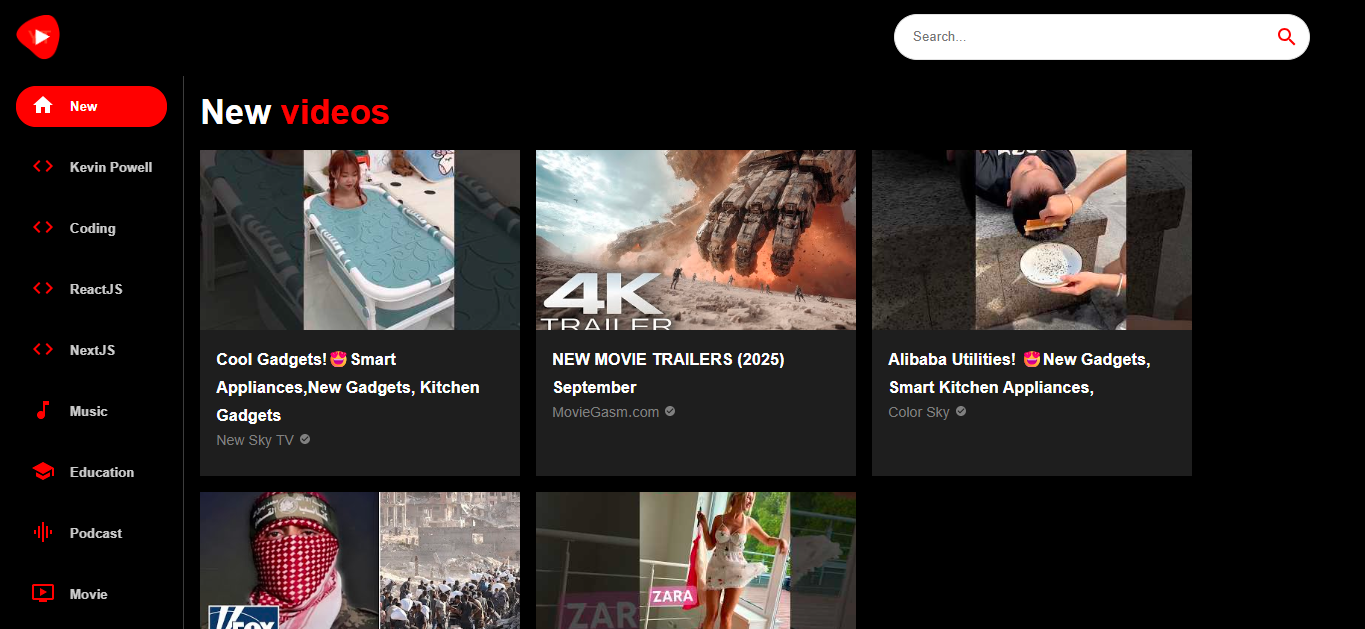 Search...
New
Kevin Powell
Coding
ReactJS
NextJS
Music
Education
Podcast
Movie
New videos
4K
TRAILER
Cool Gadgets!🤩Smart
Appliances,New Gadgets, Kitchen
Gadgets
New Sky TV
NEW MOVIE TRAILERS (2025)
September
MovieGasm.com
Alibaba Utilities! 🤩New Gadgets,
Smart Kitchen Appliances,
Color Sky
FOX
ZAR
ZARA